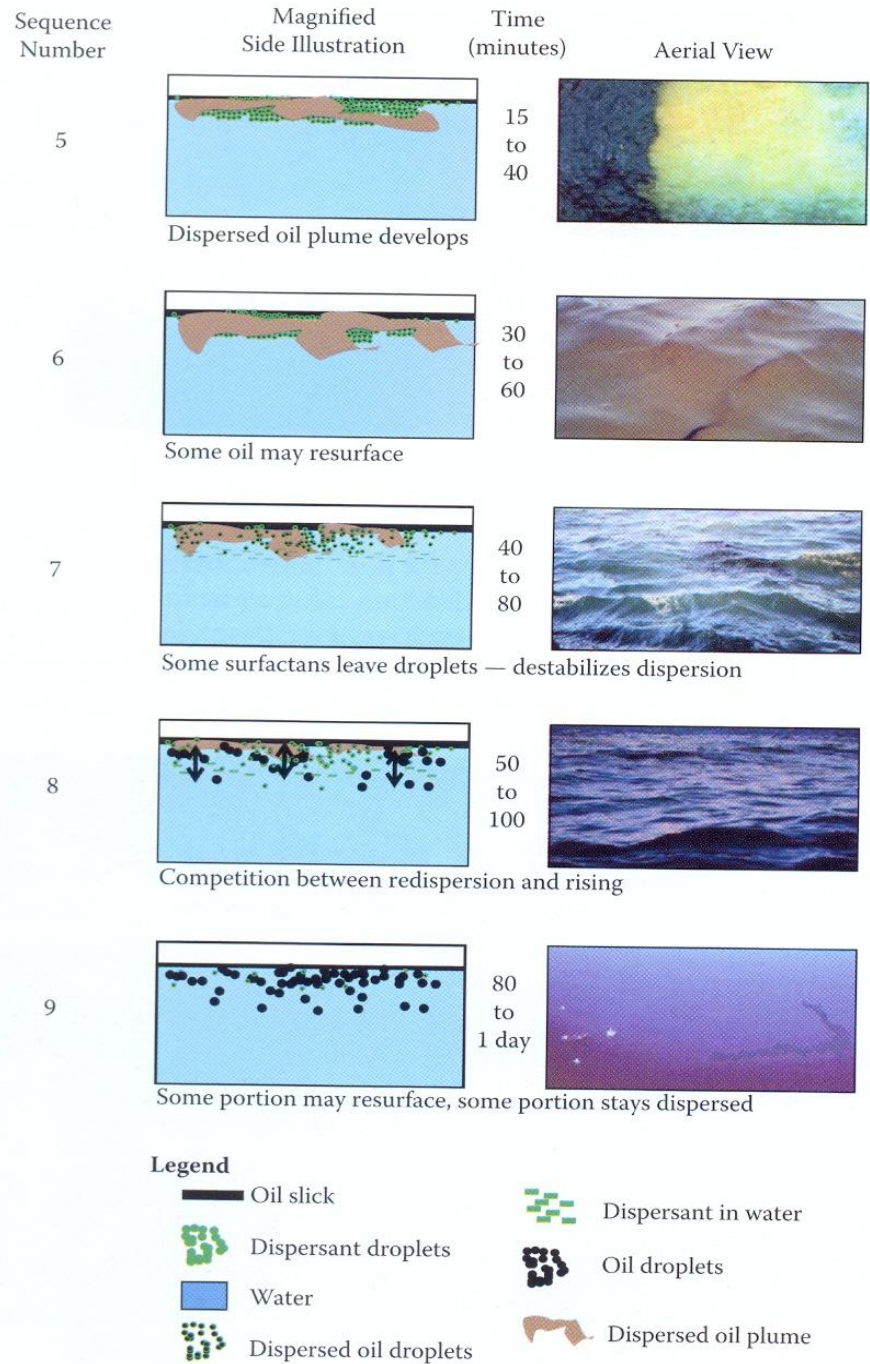 Sequence
Number
Magnified
Side Illustration
Time
(minutes)
Aerial View
5
15
to
40
Dispersed oil plume develops
6
30
to
60
Some oil may resurface
7
40
to
80
Some surfactans leave droplets — destabilizes dispersion
8
50
to
100
Competition between redispersion and rising
9
80
to
1 day
Some portion may resurface, some portion stays dispersed
Legend
Oil slick
Dispersant droplets
Water
Dispersed oil droplets
Dispersant in water
Oil droplets
Dispersed oil plume